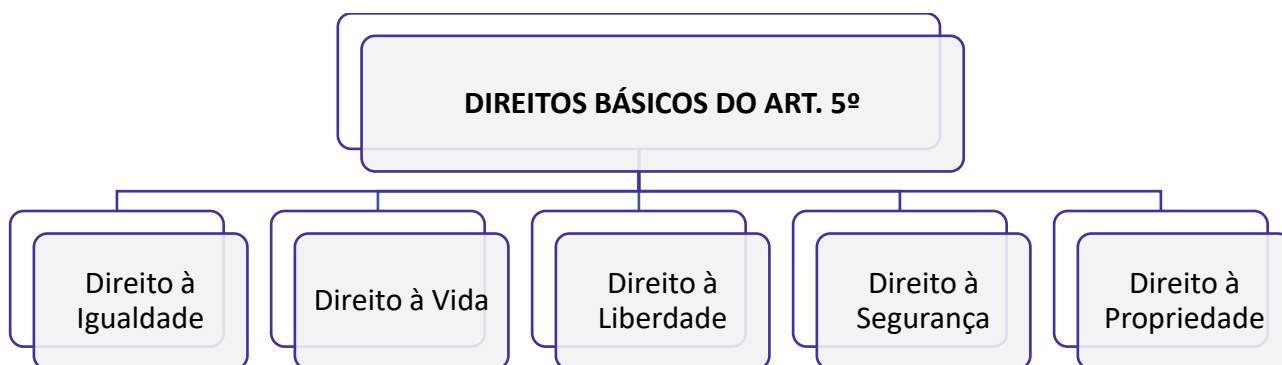 DIREITOS BÁSICOS DO ART. 5º
Direito à
Igualdade
Direito à Vida
Direito à
Liberdade
Direito à
Segurança
Direito à
Propriedade